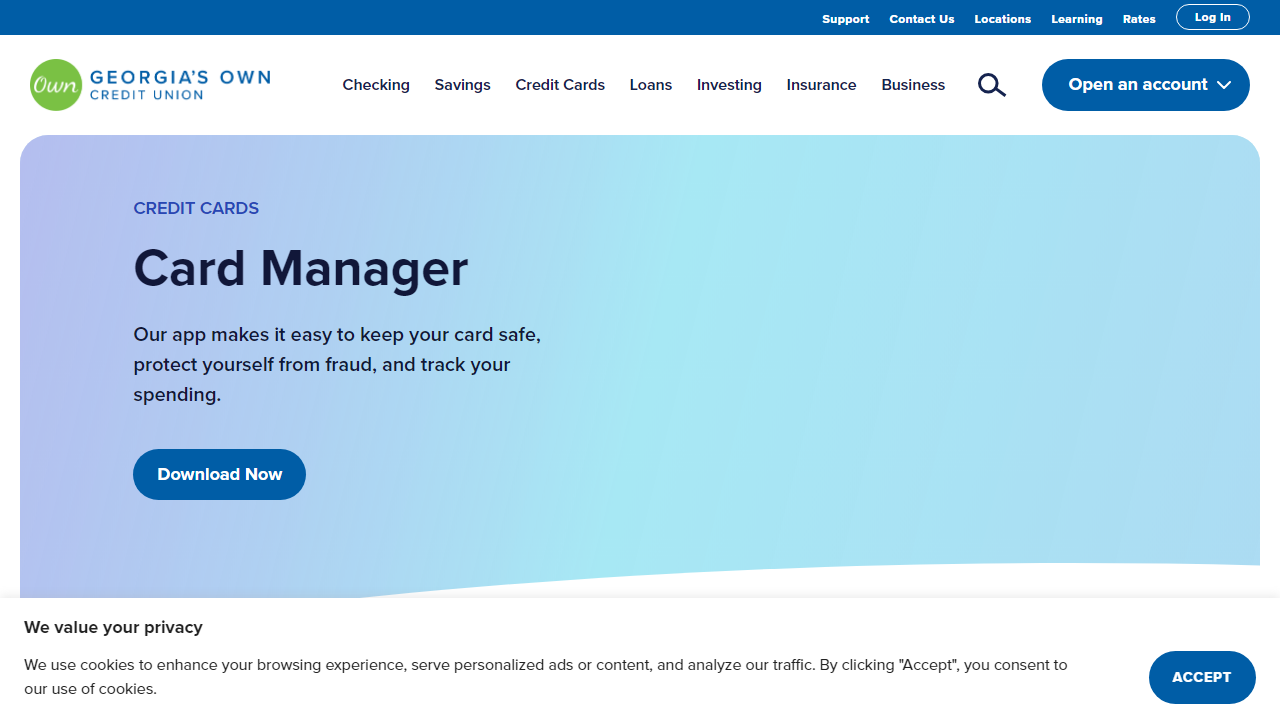 Support Contact Us Locations Learning Rates Log In
Own GEORGIA'S OWN
CREDIT UNION
Checking Savings Credit Cards Loans Investing Insurance Business Open an account
CREDIT CARDS
Card Manager
Our app makes it easy to keep your card safe,
protect yourself from fraud, and track your
spending.
Download Now
We value your privacy
We use cookies to enhance your browsing experience, serve personalized ads or content, and analyze our traffic. By clicking "Accept", you consent to
our use of cookies.
ACCEPT